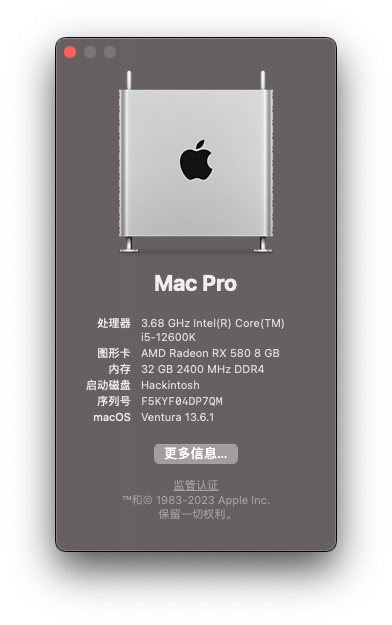 Mac Pro
处理器 3.68 GHz Intel(R) Core(TM)
i5-12600K
图形卡 AMD Radeon RX 580 8 GB
内存 32 GB 2400 MHz DDR4
启动磁盘 Hackintosh
序列号 F5KYF04DP7QM
macOS Ventura 13.6.1
更多信息...
监管认证
™和© 1983-2023 Apple Inc.
保留一切权利。